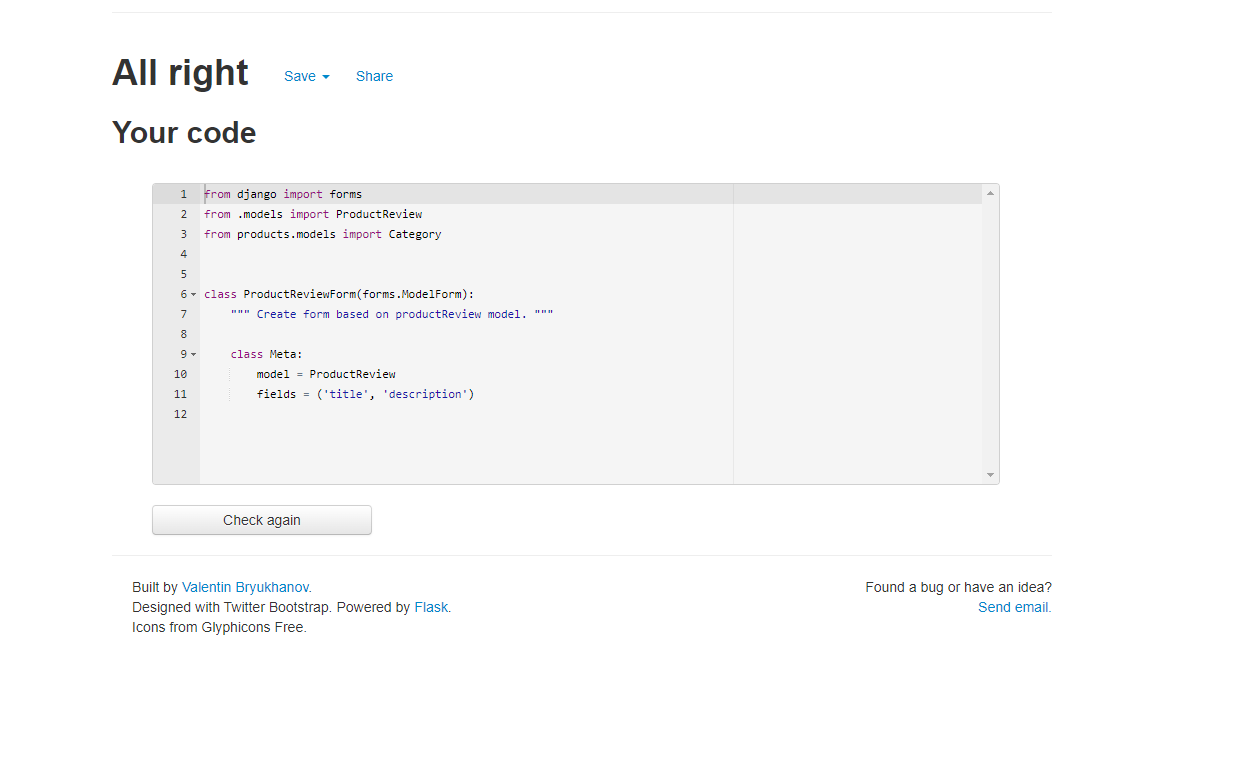 All right Save Share
Your code
1 from django import forms
2 from .models import ProductReview
3 from products.models import Category
4
5
6 class ProductReviewForm(forms.ModelForm):
7     """ Create form based on productReview model. """
8
9     class Meta:
10         model = ProductReview
11         fields = ('title', 'description')
12
Check again
Built by Valentin Bryukhanov. Found a bug or have an idea?
Designed with Twitter Bootstrap. Powered by Flask. Send email.
Icons from Glyphicons Free.